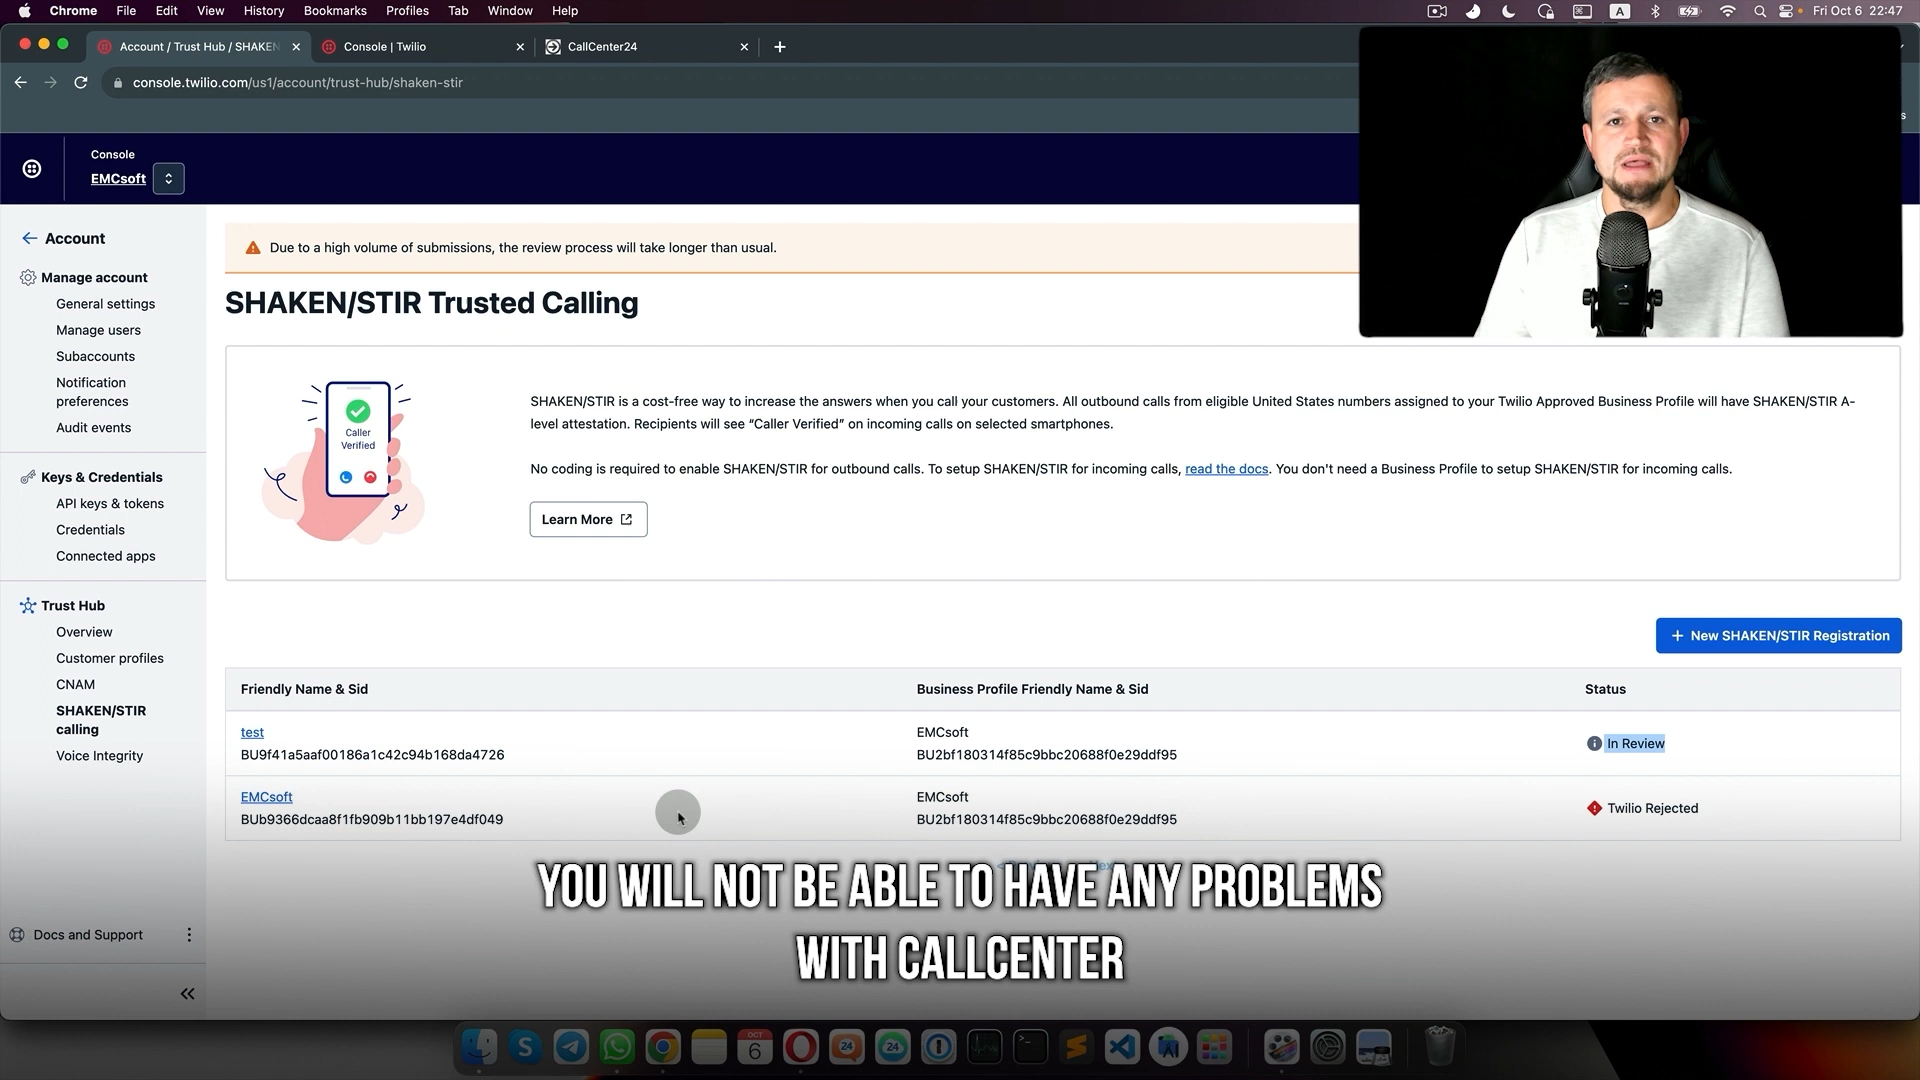 Chrome File Edit View History Bookmarks Profiles Tab Window Help
A
Fri Oct 6 22:47
Account / Trust Hub / SHAKEN
Console | Twilio
CallCenter24
console.twilio.com/us1/account/trust-hub/shaken-stir
Console
EMCsoft
Account
Manage account
General settings
Manage users
Subaccounts
Notification
preferences
Audit events
Keys & Credentials
API keys & tokens
Credentials
Connected apps
Trust Hub
Overview
Customer profiles
CNAM
SHAKEN/STIR
calling
Voice Integrity
Docs and Support
Due to a high volume of submissions, the review process will take longer than usual.
SHAKEN/STIR Trusted Calling
Caller
Verified
SHAKEN/STIR is a cost-free way to increase the answers when you call your customers. All outbound calls from eligible United States numbers assigned to your Twilio Approved Business Profile will have SHAKEN/STIR A-
level attestation. Recipients will see “Caller Verified” on incoming calls on selected smartphones.
No coding is required to enable SHAKEN/STIR for outbound calls. To setup SHAKEN/STIR for incoming calls, read the docs. You don't need a Business Profile to setup SHAKEN/STIR for incoming calls.
Learn More
+ New SHAKEN/STIR Registration
Friendly Name & Sid Business Profile Friendly Name & Sid Status
test EMCsoft
BU9f41a5aaf00186a1c42c94b168da4726 BU2bf180314f85c9bbc20688f0e29ddf95
In Review
EMCsoft EMCsoft
BUb9366dcaa8f1fb909b11bb197e4df049 BU2bf180314f85c9bbc20688f0e29ddf95
Twilio Rejected
YOU WILL NOT BE ABLE TO HAVE ANY PROBLEMS
WITH CALLCENTER
OCT
6
24
24